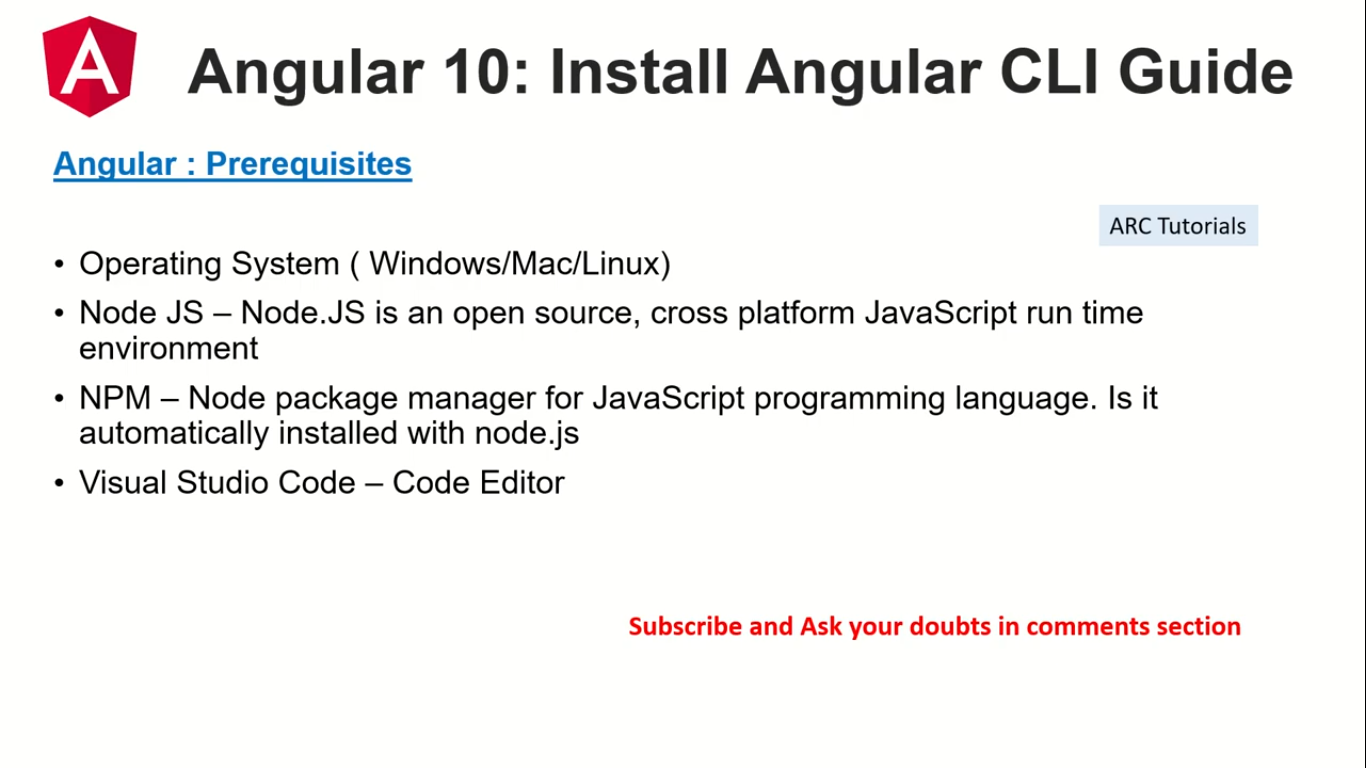 Angular 10: Install Angular CLI Guide
Angular : Prerequisites
ARC Tutorials
• Operating System ( Windows/Mac/Linux)
• Node JS – Node.JS is an open source, cross platform JavaScript run time
environment
• NPM – Node package manager for JavaScript programming language. Is it
automatically installed with node.js
• Visual Studio Code – Code Editor
Subscribe and Ask your doubts in comments section